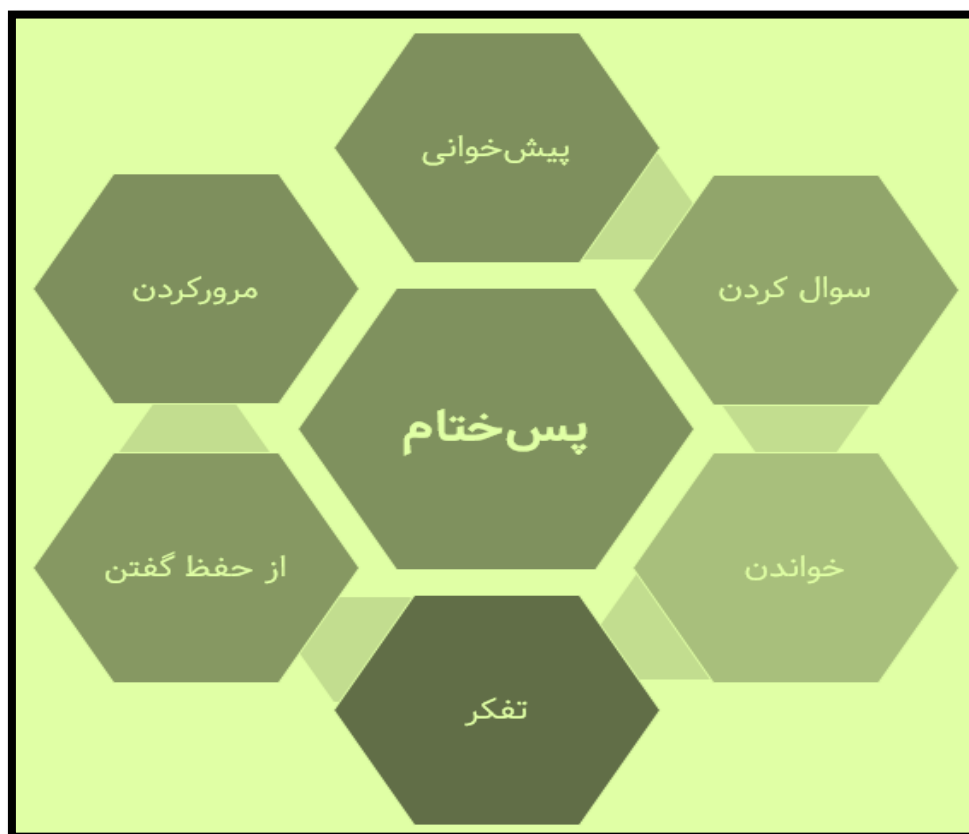 پیش‌خوانی
سوال کردن
مرورکردن
پس‌ختام
خواندن
از حفظ گفتن
تفکر